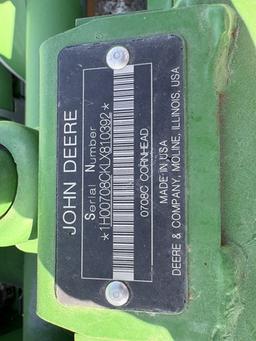 JOHN DEERE
Serial Number
*1H00708CKLX810392*
0708C CORNHEAD
MADE IN USA
DEERE & COMPANY, MOLINE, ILLINOIS, USA